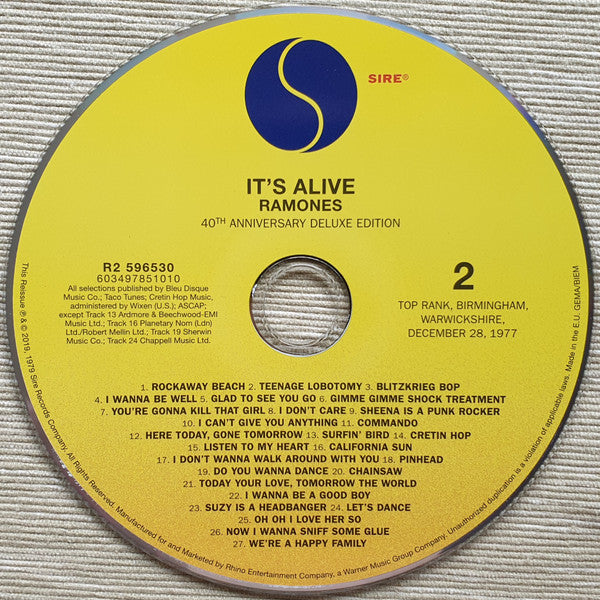 SIRE®
IT'S ALIVE
RAMONES
40TH ANNIVERSARY DELUXE EDITION
R2 596530
603497851010
All selections published by Bleu Disque
Music Co.; Taco Tunes; Cretin Hop Music,
administered by Wixen (U.S.); ASCAP;
except Track 13 Ardmore & Beechwood-EMI
Music Ltd.; Track 16 Planetary Nom (Ldn)
Ltd./Robert Mellin Ltd.; Track 19 Sherwin
Music Co.; Track 24 Chappell Music Ltd.
2
TOP RANK, BIRMINGHAM,
WARWICKSHIRE,
DECEMBER 28, 1977
1. ROCKAWAY BEACH 2. TEENAGE LOBOTOMY 3. BLITZKRIEG BOP
4. I WANNA BE WELL 5. GLAD TO SEE YOU GO 6. GIMME GIMME SHOCK TREATMENT
7. YOU'RE GONNA KILL THAT GIRL 8. I DON'T CARE 9. SHEENA IS A PUNK ROCKER
10. I CAN'T GIVE YOU ANYTHING 11. COMMANDO
12. HERE TODAY, GONE TOMORROW 13. SURFIN' BIRD 14. CRETIN HOP
15. LISTEN TO MY HEART 16. CALIFORNIA SUN
17. I DON'T WANNA WALK AROUND WITH YOU 18. PINHEAD
19. DO YOU WANNA DANCE 20. CHAINSAW
21. TODAY YOUR LOVE, TOMORROW THE WORLD
22. I WANNA BE A GOOD BOY
23. SUZY IS A HEADBANGER 24. LET'S DANCE
25. OH OH I LOVE HER SO
26. NOW I WANNA SNIFF SOME GLUE
27. WE'RE A HAPPY FAMILY
This Reissue ℗ & © 2019, 1979 Sire Records Company. All Rights Reserved. Manufactured for and Marketed by Rhino Entertainment Company, a Warner Music Group Company. Unauthorized duplication is a violation of applicable laws. Made in the E.U. GEMA/BIEM